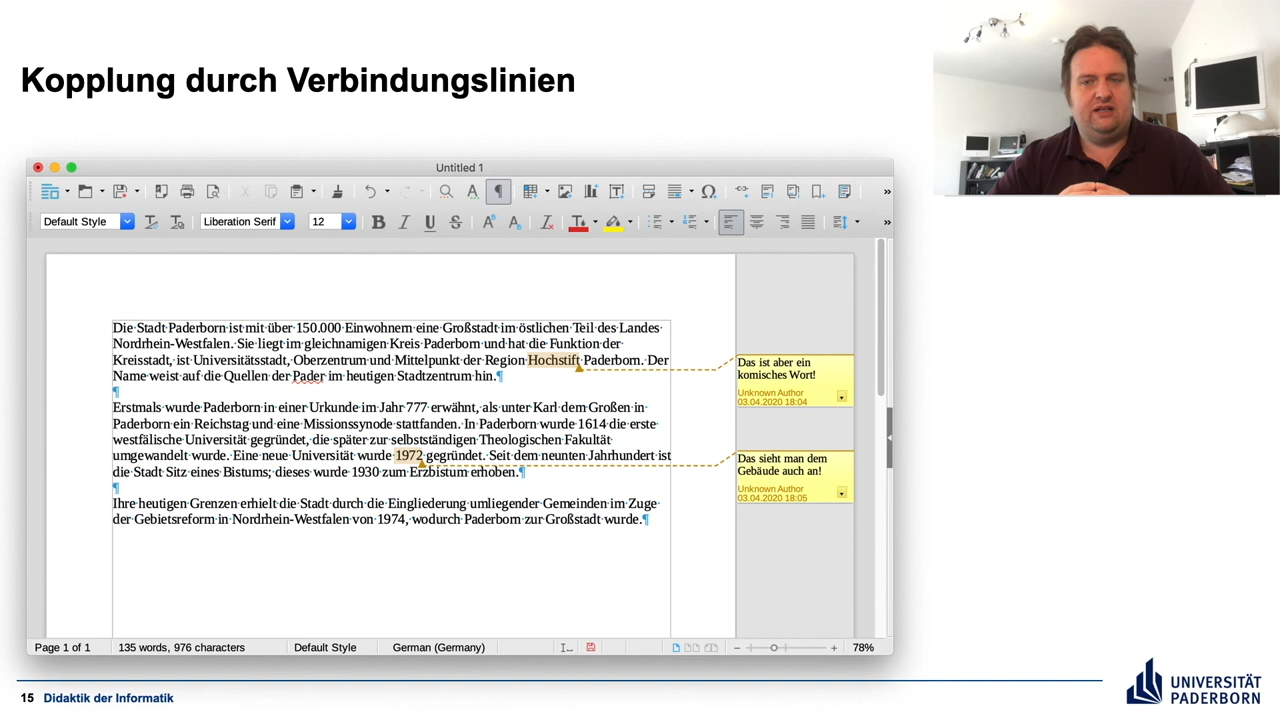 Kopplung durch Verbindungslinien
Untitled 1
»
Default Style
Liberation Serif
12
»
Die Stadt Paderborn ist mit über 150.000 Einwohnern eine Großstadt im östlichen Teil des Landes
Nordrhein-Westfalen. Sie liegt im gleichnamigen Kreis Paderborn und hat die Funktion der
Kreisstadt, ist Universitätsstadt, Oberzentrum und Mittelpunkt der Region Hochstift Paderborn. Der
Name weist auf die Quellen der Pader im heutigen Stadtzentrum hin.¶
¶
Erstmals wurde Paderborn in einer Urkunde im Jahr 777 erwähnt, als unter Karl dem Großen in
Paderborn ein Reichstag und eine Missionssynode stattfanden. In Paderborn wurde 1614 die erste
westfälische Universität gegründet, die später zur selbstständigen Theologischen Fakultät
umgewandelt wurde. Eine neue Universität wurde 1972 gegründet. Seit dem neunten Jahrhundert ist
die Stadt Sitz eines Bistums; dieses wurde 1930 zum Erzbistum erhoben.¶
¶
Ihre heutigen Grenzen erhielt die Stadt durch die Eingliederung umliegender Gemeinden im Zuge
der Gebietsreform in Nordrhein-Westfalen von 1974, wodurch Paderborn zur Großstadt wurde.¶
Das ist aber ein
komisches Wort!
Unknown Author
03.04.2020 18:04
Das sieht man dem
Gebäude auch an!
Unknown Author
03.04.2020 18:05
Page 1 of 1
135 words, 976 characters
Default Style
German (Germany)
78%
15 Didaktik der Informatik
UNIVERSITÄT
PADERBORN